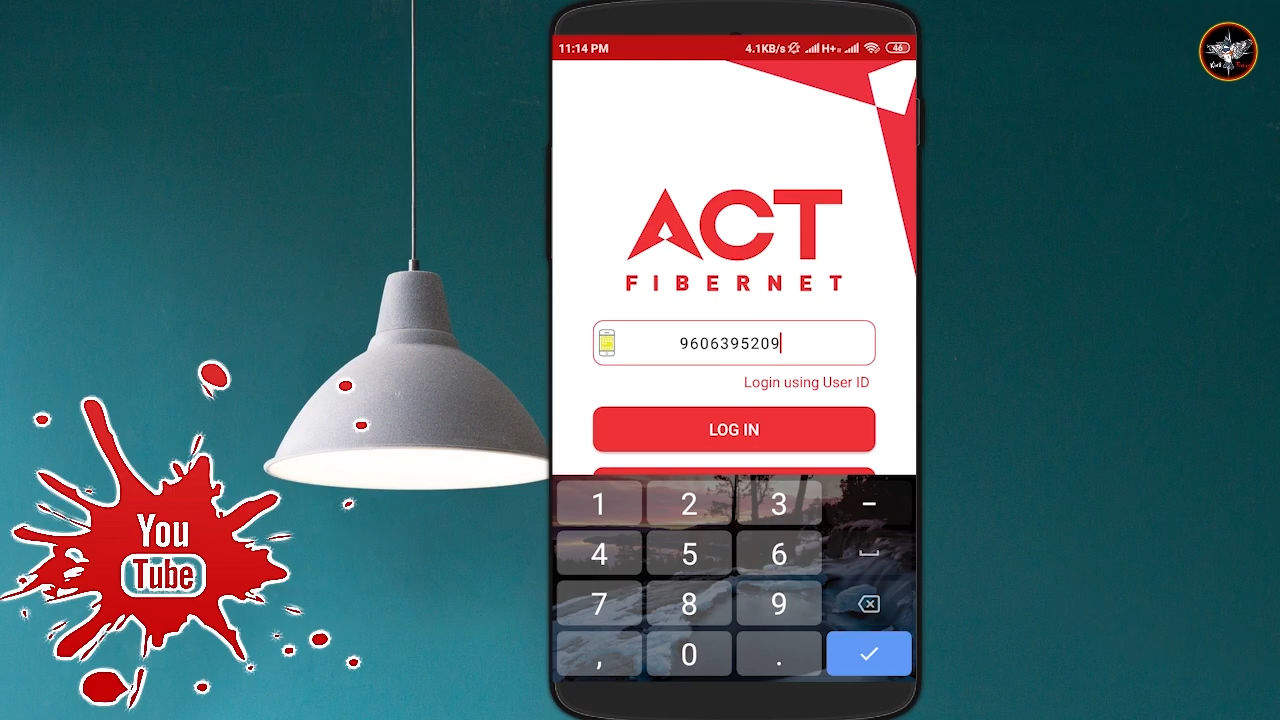 11:14 PM 4.1KB/s H+ 46
ACT
FIBERNET
9606395209
Login using User ID
LOG IN
1 2 3 –
4 5 6
7 8 9
, 0 .
You
Tube